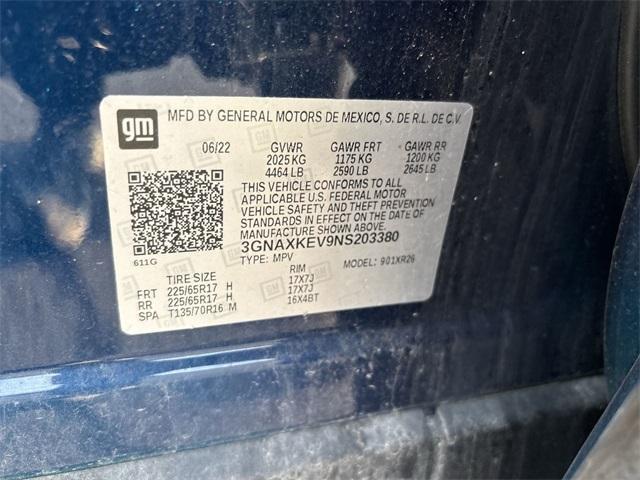 gm
MFD BY GENERAL MOTORS DE MEXICO, S. DE R.L. DE C.V.
06/22 GVWR GAWR FRT GAWR RR
2025 KG 1175 KG 1200 KG
4464 LB 2590 LB 2645 LB
THIS VEHICLE CONFORMS TO ALL
APPLICABLE U.S. FEDERAL MOTOR
VEHICLE SAFETY AND THEFT PREVENTION
STANDARDS IN EFFECT ON THE DATE OF
MANUFACTURE SHOWN ABOVE.
3GNAXKEV9NS203380
611G
TYPE: MPV MODEL: 901XR26
TIRE SIZE RIM
FRT 225/65R17 H 17X7J
RR 225/65R17 H 17X7J
SPA T135/70R16 M 16X4BT